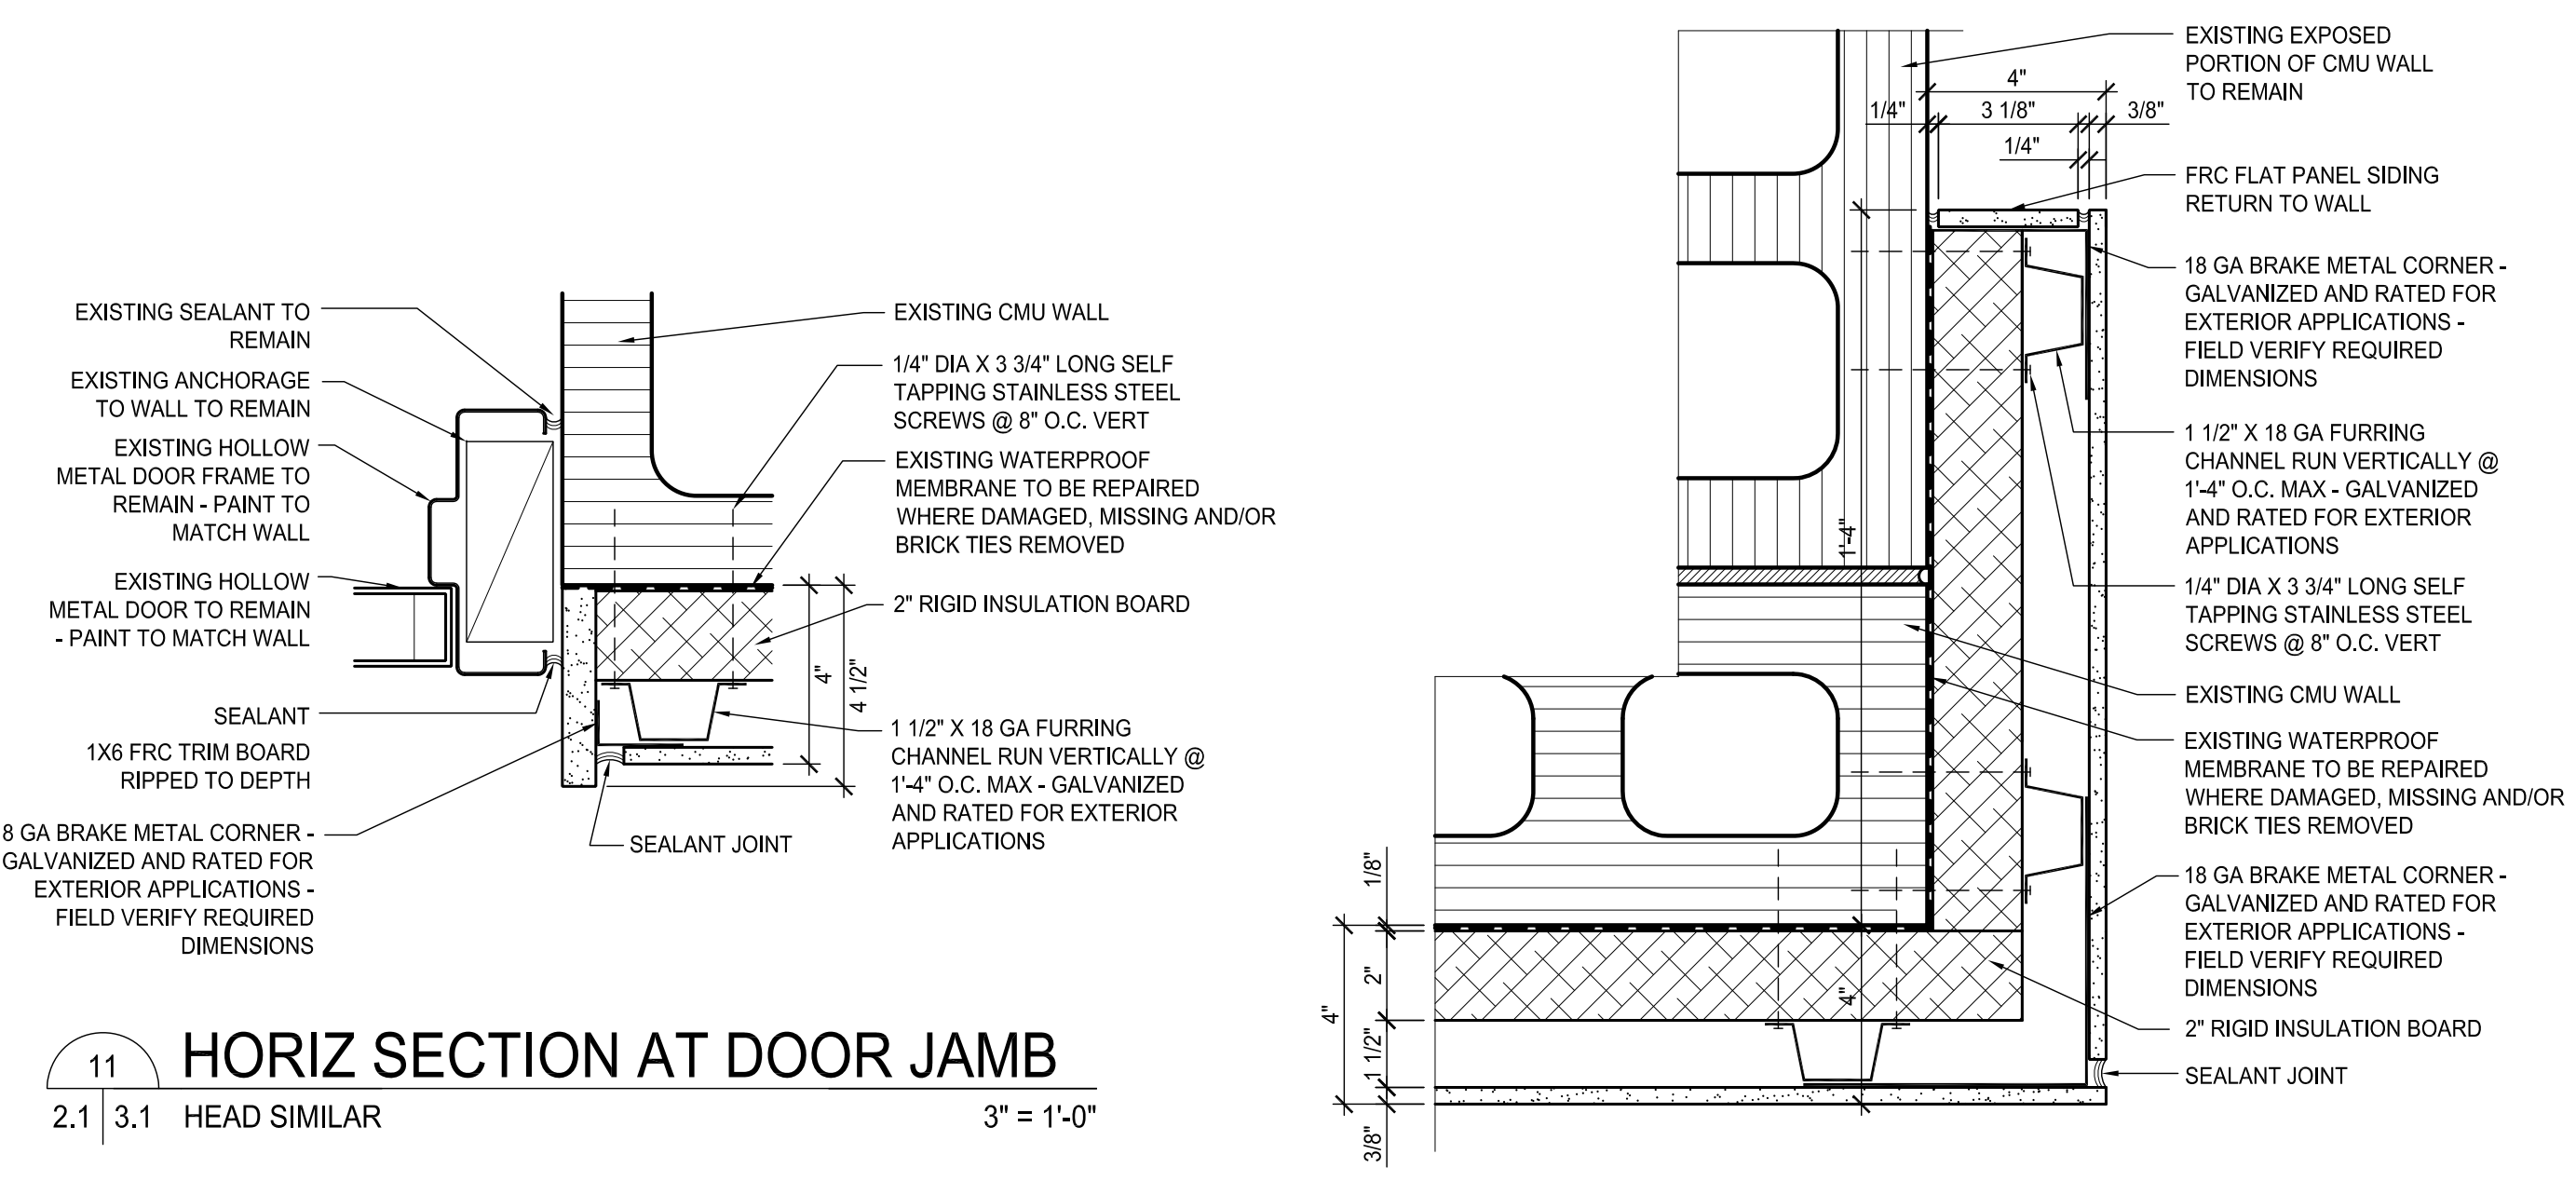 EXISTING SEALANT TO
REMAIN
EXISTING ANCHORAGE
TO WALL TO REMAIN
EXISTING HOLLOW
METAL DOOR FRAME TO
REMAIN - PAINT TO
MATCH WALL
EXISTING HOLLOW
METAL DOOR TO REMAIN
- PAINT TO MATCH WALL
SEALANT
1X6 FRC TRIM BOARD
RIPPED TO DEPTH
8 GA BRAKE METAL CORNER -
GALVANIZED AND RATED FOR
EXTERIOR APPLICATIONS -
FIELD VERIFY REQUIRED
DIMENSIONS
EXISTING CMU WALL
1/4" DIA X 3 3/4" LONG SELF
TAPPING STAINLESS STEEL
SCREWS @ 8" O.C. VERT
EXISTING WATERPROOF
MEMBRANE TO BE REPAIRED
WHERE DAMAGED, MISSING AND/OR
BRICK TIES REMOVED
2" RIGID INSULATION BOARD
4"
4 1/2"
1 1/2" X 18 GA FURRING
CHANNEL RUN VERTICALLY @
1'-4" O.C. MAX - GALVANIZED
AND RATED FOR EXTERIOR
APPLICATIONS
SEALANT JOINT
11
HORIZ SECTION AT DOOR JAMB
2.1
3.1
HEAD SIMILAR
3" = 1'-0"
4"
1/4"
3 1/8"
3/8"
1/4"
1'-4"
4"
1/8"
2"
4"
1 1/2"
3/8"
EXISTING EXPOSED
PORTION OF CMU WALL
TO REMAIN
FRC FLAT PANEL SIDING
RETURN TO WALL
18 GA BRAKE METAL CORNER -
GALVANIZED AND RATED FOR
EXTERIOR APPLICATIONS -
FIELD VERIFY REQUIRED
DIMENSIONS
1 1/2" X 18 GA FURRING
CHANNEL RUN VERTICALLY @
1'-4" O.C. MAX - GALVANIZED
AND RATED FOR EXTERIOR
APPLICATIONS
1/4" DIA X 3 3/4" LONG SELF
TAPPING STAINLESS STEEL
SCREWS @ 8" O.C. VERT
EXISTING CMU WALL
EXISTING WATERPROOF
MEMBRANE TO BE REPAIRED
WHERE DAMAGED, MISSING AND/OR
BRICK TIES REMOVED
18 GA BRAKE METAL CORNER -
GALVANIZED AND RATED FOR
EXTERIOR APPLICATIONS -
FIELD VERIFY REQUIRED
DIMENSIONS
2" RIGID INSULATION BOARD
SEALANT JOINT